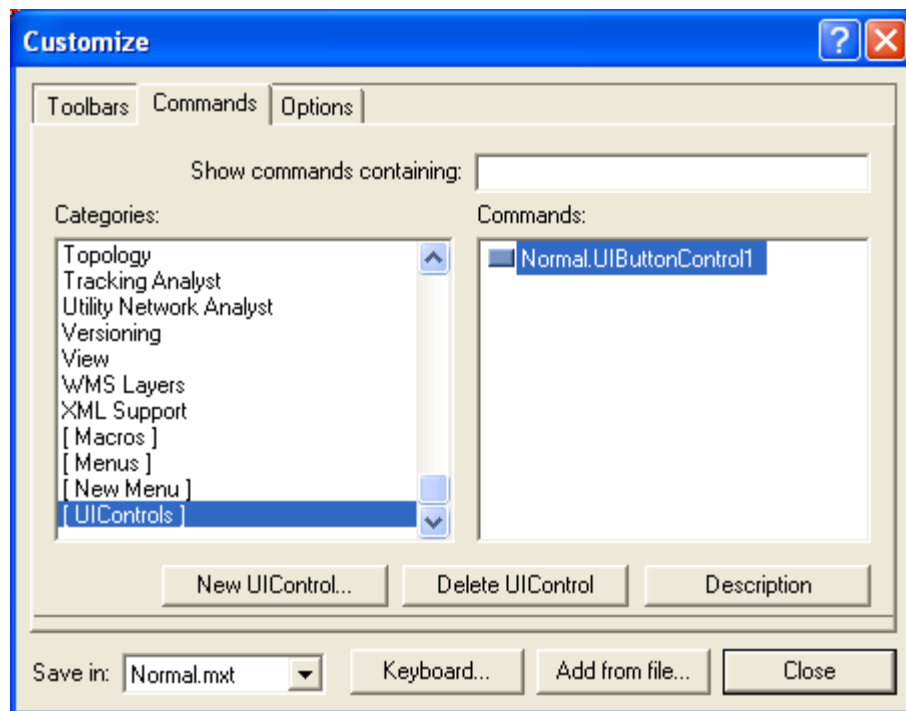 Customize
Toolbars Commands Options
Show commands containing:
Categories: Commands:
Topology Normal.UIButtonControl1
Tracking Analyst
Utility Network Analyst
Versioning
View
WMS Layers
XML Support
[ Macros ]
[ Menus ]
[ New Menu ]
[ UIControls ]
New UIControl... Delete UIControl Description
Save in: Normal.mxt Keyboard... Add from file... Close